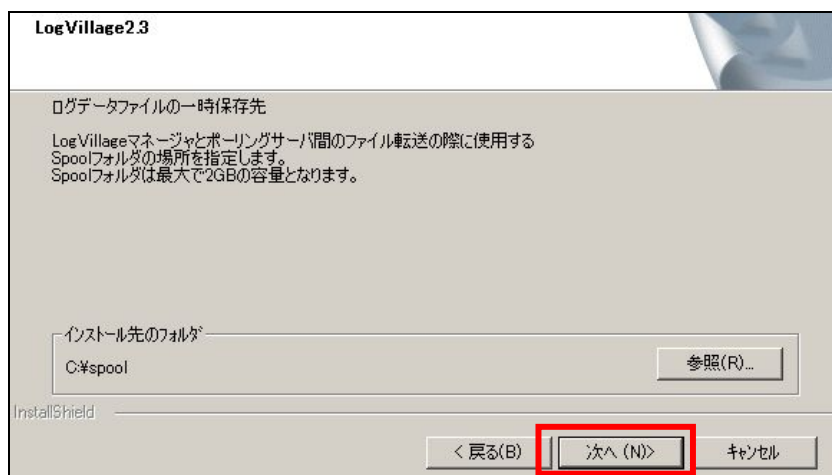 LogVillage2.3
ログデータファイルの一時保存先
LogVillageマネージャとポーリングサーバ間のファイル転送の際に使用する
Spoolフォルダの場所を指定します。
Spoolフォルダは最大で2GBの容量となります。
インストール先のフォルダ
C:¥spool
参照(R)...
InstallShield
< 戻る(B)
次へ (N)>
キャンセル